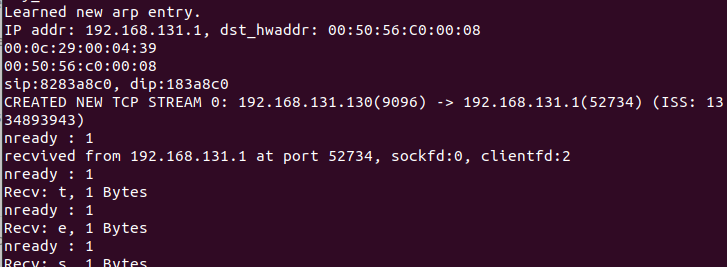 Learned new arp entry.
IP addr: 192.168.131.1, dst_hwaddr: 00:50:56:C0:00:08
00:0c:29:00:04:39
00:50:56:c0:00:08
sip:8283a8c0, dip:183a8c0
CREATED NEW TCP STREAM 0: 192.168.131.130(9096) -> 192.168.131.1(52734) (ISS: 13
34893943)
nready : 1
recvived from 192.168.131.1 at port 52734, sockfd:0, clientfd:2
nready : 1
Recv: t, 1 Bytes
nready : 1
Recv: e, 1 Bytes
nready : 1
Recv: s, 1 Bytes